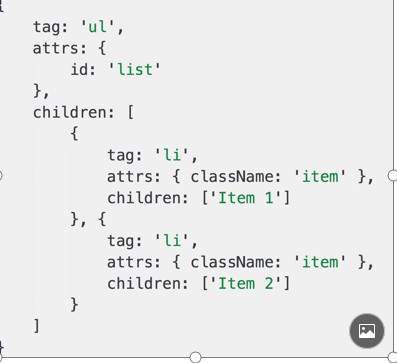 {
    tag: 'ul',
    attrs: {
        id: 'list'
    },
    children: [
        {
            tag: 'li',
            attrs: { className: 'item' },
            children: ['Item 1']
        }, {
            tag: 'li',
            attrs: { className: 'item' },
            children: ['Item 2']
        }
    ]
}